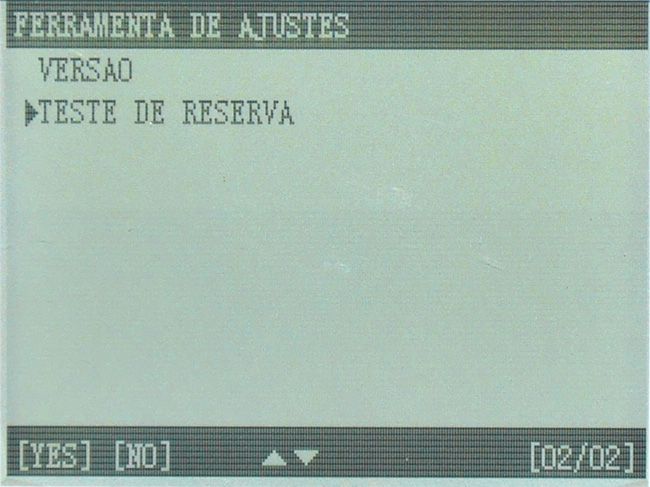 FERRAMENTA DE AJUSTES
VERSAO
▶TESTE DE RESERVA
[YES] [NO] ▲▼ [02/02]